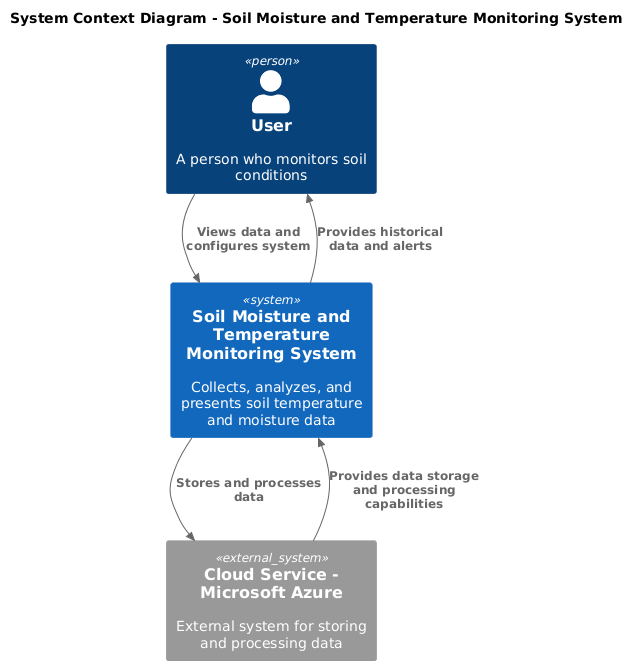 System Context Diagram - Soil Moisture and Temperature Monitoring System
«person»
User
A person who monitors soil
conditions
Views data and
configures system
Provides historical
data and alerts
«system»
Soil Moisture and
Temperature
Monitoring System
Collects, analyzes, and
presents soil temperature
and moisture data
Stores and processes
data
Provides data storage
and processing
capabilities
«external_system»
Cloud Service -
Microsoft Azure
External system for storing
and processing data